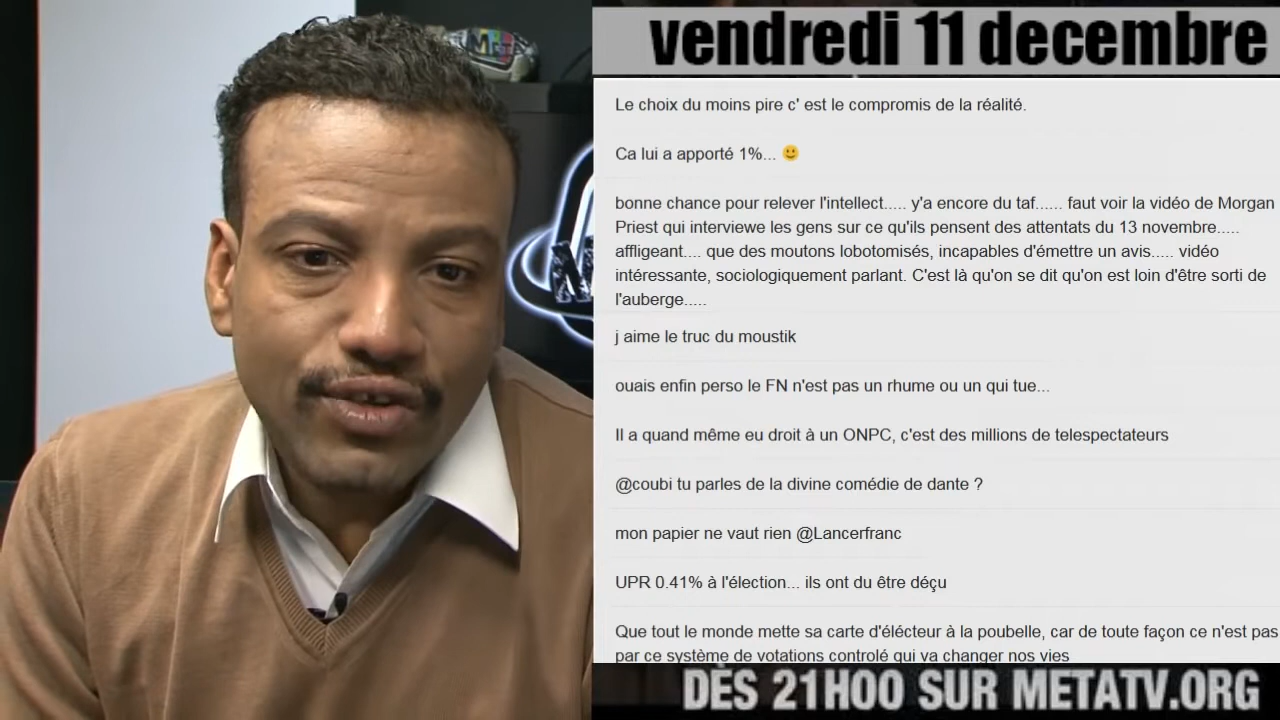 META
vendredi 11 decembre
Le choix du moins pire c' est le compromis de la réalité.
Ca lui a apporté 1%... 🙂
bonne chance pour relever l'intellect..... y'a encore du taf...... faut voir la vidéo de Morgan
Priest qui interviewe les gens sur ce qu'ils pensent des attentats du 13 novembre.....
affligeant.... que des moutons lobotomisés, incapables d'émettre un avis..... vidéo
intéressante, sociologiquement parlant. C'est là qu'on se dit qu'on est loin d'être sorti de
l'auberge.....
j aime le truc du moustik
ouais enfin perso le FN n'est pas un rhume ou un qui tue...
Il a quand même eu droit à un ONPC, c'est des millions de telespectateurs
@coubi tu parles de la divine comédie de dante ?
mon papier ne vaut rien @Lancerfranc
UPR 0.41% à l'élection... ils ont du être déçu
Que tout le monde mette sa carte d'élécteur à la poubelle, car de toute façon ce n'est pas
par ce système de votations controlé qui va changer nos vies
DÈS 21H00 SUR METATV.ORG